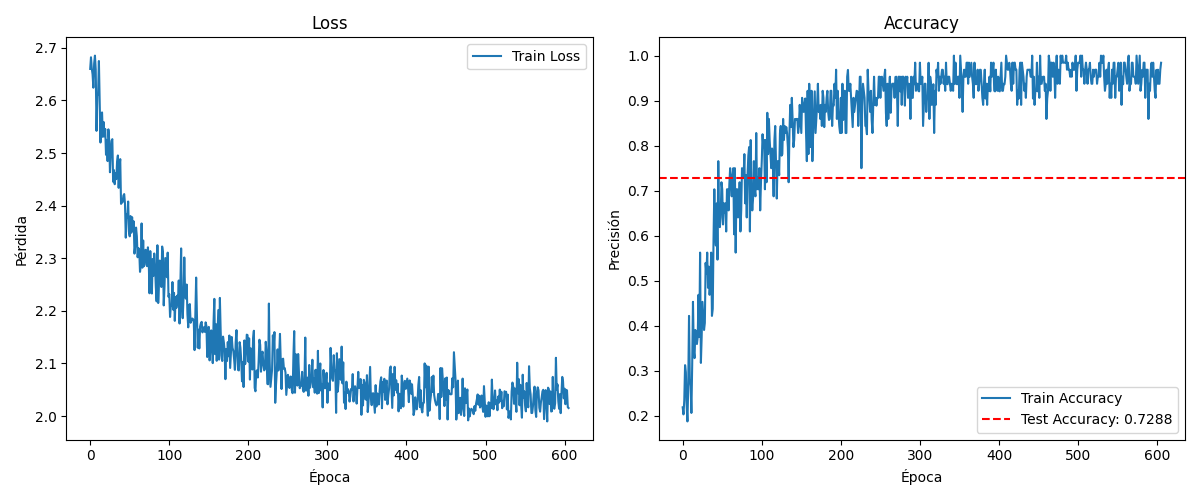 Loss
Train Loss
Pérdida
2.7
2.6
2.5
2.4
2.3
2.2
2.1
2.0
0 100 200 300 400 500 600
Época
Accuracy
Precisión
1.0
0.9
0.8
0.7
0.6
0.5
0.4
0.3
0.2
Train Accuracy
Test Accuracy: 0.7288
0 100 200 300 400 500 600
Época